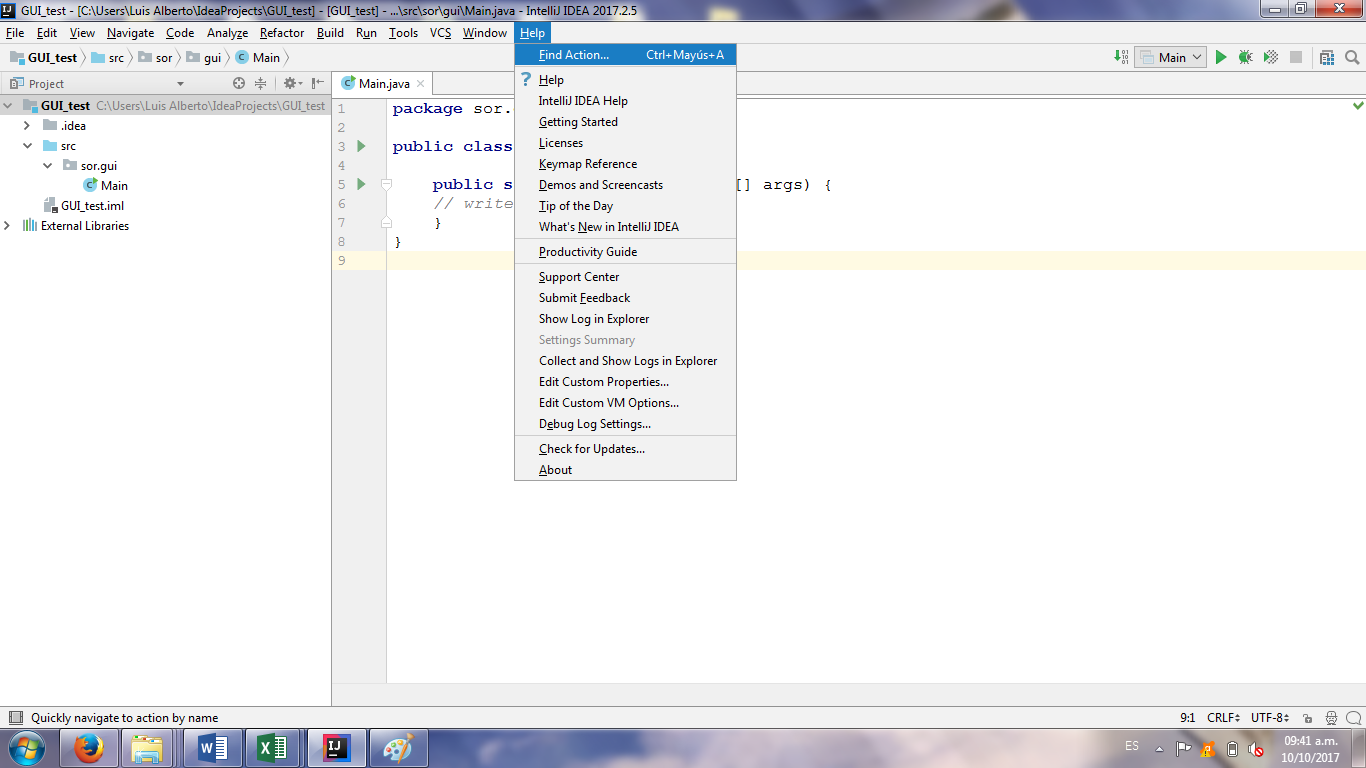 GUI_test - [C:\Users\Luis Alberto\IdeaProjects\GUI_test] - [GUI_test] - ...\src\sor\gui\Main.java - IntelliJ IDEA 2017.2.5
File Edit View Navigate Code Analyze Refactor Build Run Tools VCS Window Help
GUI_test src sor gui Main
Main
Project
Main.java
GUI_test C:\Users\Luis Alberto\IdeaProjects\GUI_test
.idea
src
sor.gui
Main
GUI_test.iml
External Libraries
1 package sor.
2
3 public class
4
5 public s [] args) {
6 // write
7 }
8 }
9
Find Action... Ctrl+Mayús+A
? Help
IntelliJ IDEA Help
Getting Started
Licenses
Keymap Reference
Demos and Screencasts
Tip of the Day
What's New in IntelliJ IDEA
Productivity Guide
Support Center
Submit Feedback
Show Log in Explorer
Settings Summary
Collect and Show Logs in Explorer
Edit Custom Properties...
Edit Custom VM Options...
Debug Log Settings...
Check for Updates...
About
Quickly navigate to action by name 9:1 CRLF UTF-8
ES 09:41 a.m.
10/10/2017